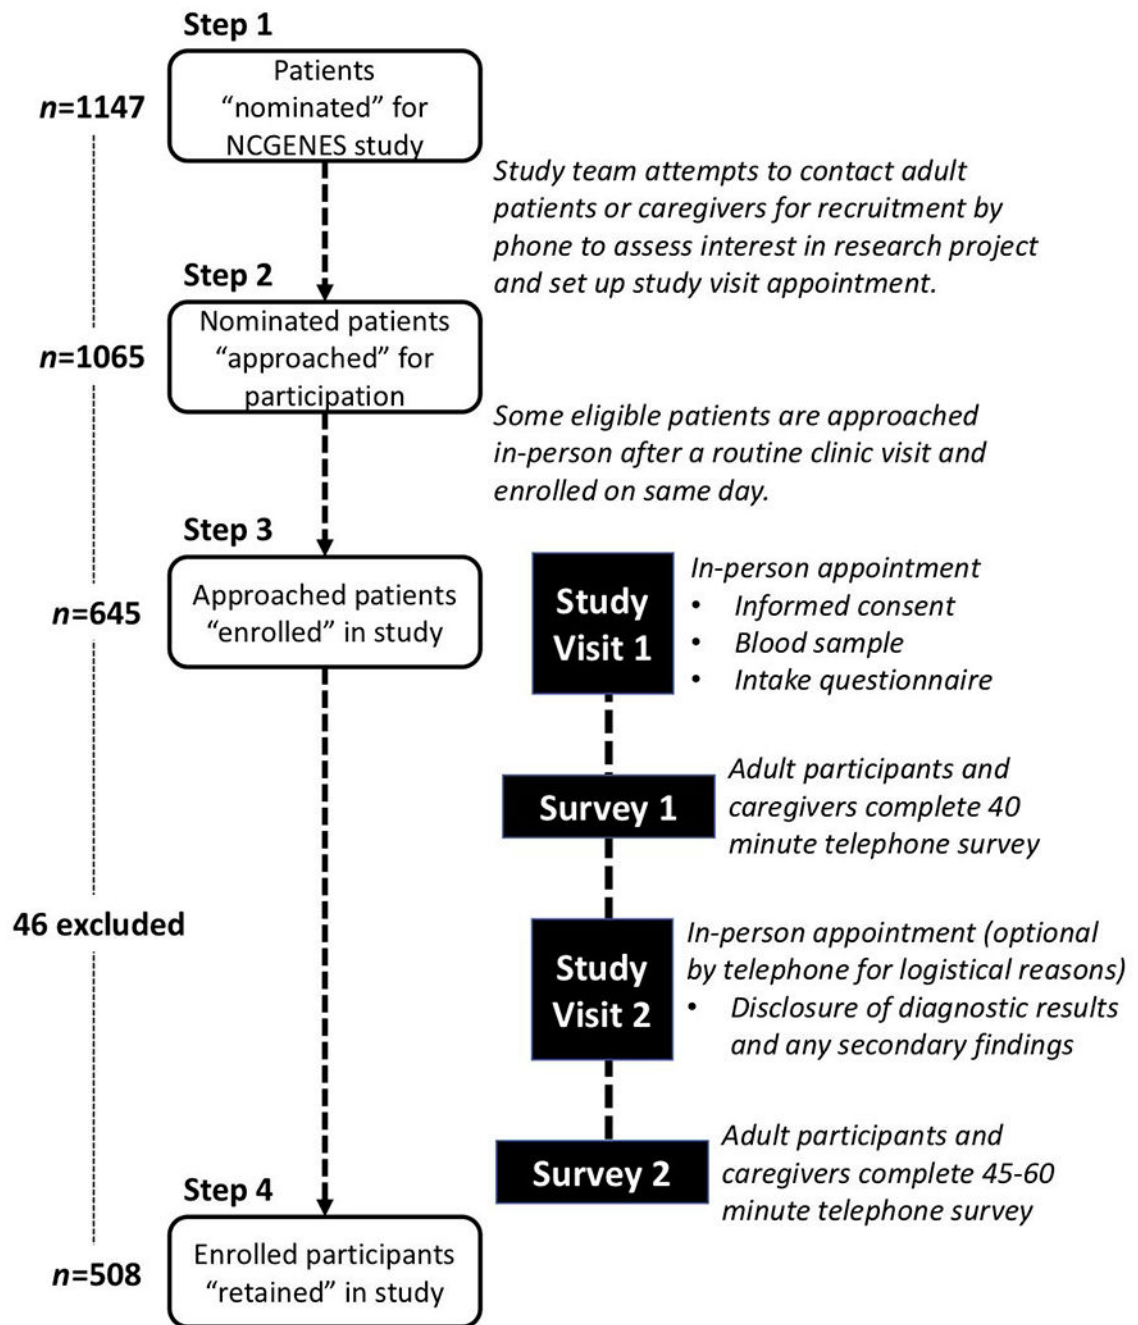 Step 1
n=1147
Patients
“nominated” for
NCGENES study
Study team attempts to contact adult
patients or caregivers for recruitment by
phone to assess interest in research project
and set up study visit appointment.
Step 2
n=1065
Nominated patients
“approached” for
participation
Some eligible patients are approached
in-person after a routine clinic visit and
enrolled on same day.
Step 3
n=645
Approached patients
“enrolled” in study
Study
Visit 1
In-person appointment
• Informed consent
• Blood sample
• Intake questionnaire
Survey 1
Adult participants and
caregivers complete 40
minute telephone survey
46 excluded
Study
Visit 2
In-person appointment (optional
by telephone for logistical reasons)
• Disclosure of diagnostic results
and any secondary findings
Survey 2
Adult participants and
caregivers complete 45-60
minute telephone survey
Step 4
n=508
Enrolled participants
“retained” in study